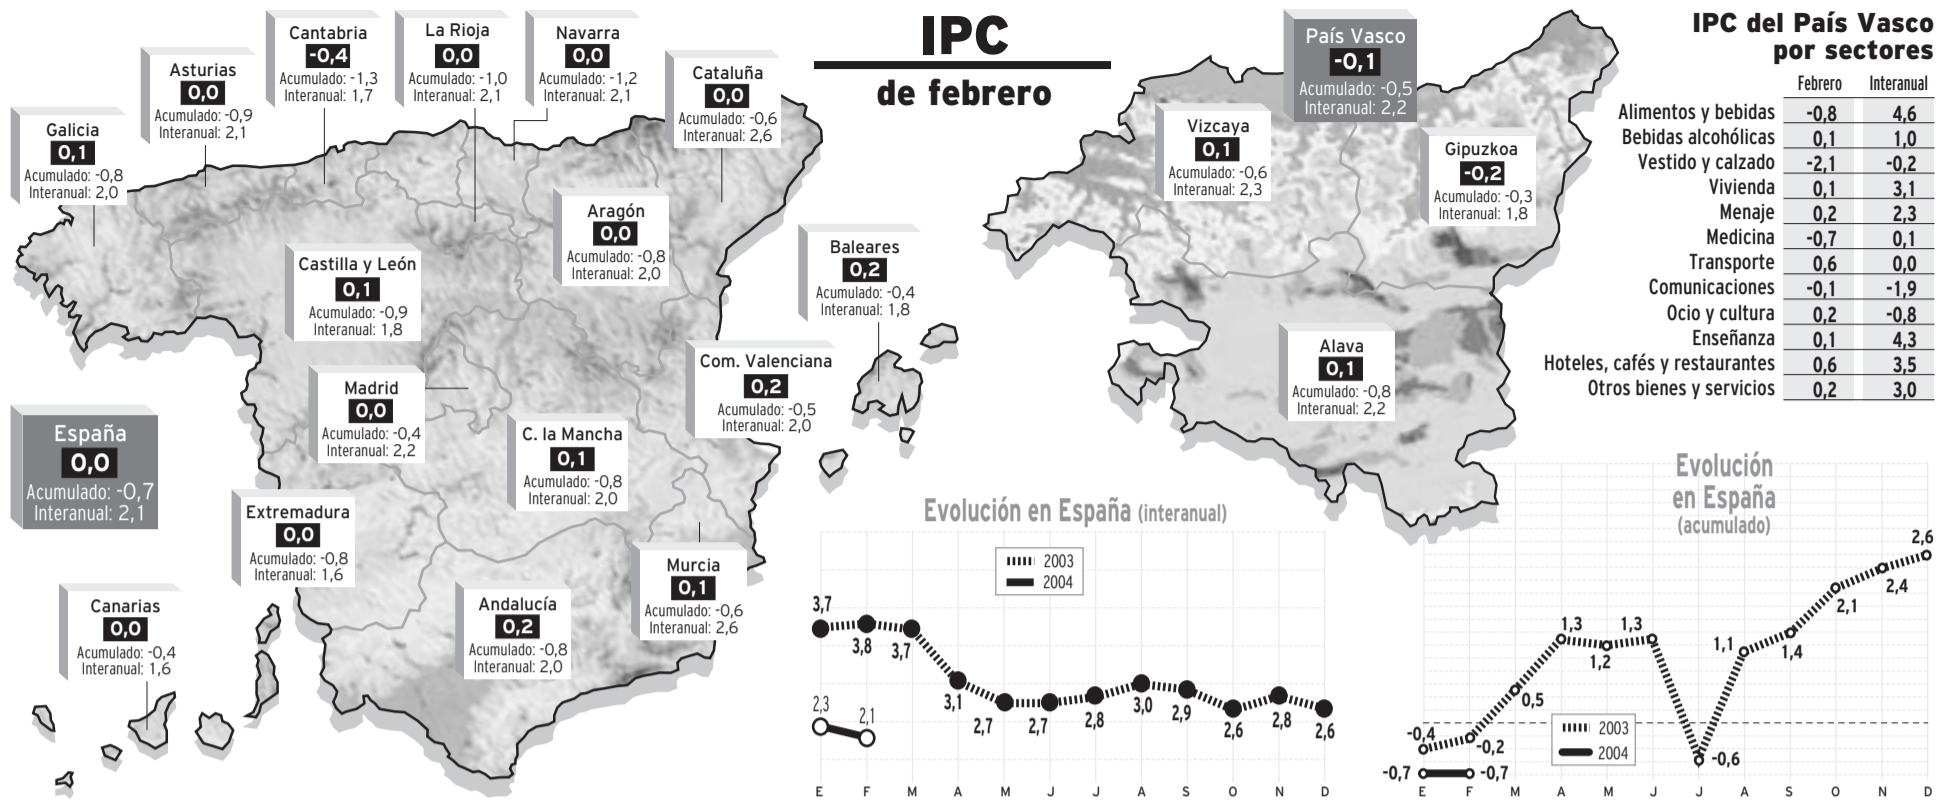 IPC
de febrero
Galicia
0,1
Acumulado: -0,8
Interanual: 2,0
Asturias
0,0
Acumulado: -0,9
Interanual: 2,1
Cantabria
-0,4
Acumulado: -1,3
Interanual: 1,7
La Rioja
0,0
Acumulado: -1,0
Interanual: 2,1
Navarra
0,0
Acumulado: -1,2
Interanual: 2,1
Cataluña
0,0
Acumulado: -0,6
Interanual: 2,6
Aragón
0,0
Acumulado: -0,8
Interanual: 2,0
Castilla y León
0,1
Acumulado: -0,9
Interanual: 1,8
Baleares
0,2
Acumulado: -0,4
Interanual: 1,8
Com. Valenciana
0,2
Acumulado: -0,5
Interanual: 2,0
Madrid
0,0
Acumulado: -0,4
Interanual: 2,2
C. la Mancha
0,1
Acumulado: -0,8
Interanual: 2,0
España
0,0
Acumulado: -0,7
Interanual: 2,1
Extremadura
0,0
Acumulado: -0,8
Interanual: 1,6
Murcia
0,1
Acumulado: -0,6
Interanual: 2,6
Andalucía
0,2
Acumulado: -0,8
Interanual: 2,0
Canarias
0,0
Acumulado: -0,4
Interanual: 1,6
País Vasco
-0,1
Acumulado: -0,5
Interanual: 2,2
Vizcaya
0,1
Acumulado: -0,6
Interanual: 2,3
Gipuzkoa
-0,2
Acumulado: -0,3
Interanual: 1,8
Alava
0,1
Acumulado: -0,8
Interanual: 2,2
IPC del País Vasco
por sectores
Febrero Interanual
Alimentos y bebidas -0,8 4,6
Bebidas alcohólicas 0,1 1,0
Vestido y calzado -2,1 -0,2
Vivienda 0,1 3,1
Menaje 0,2 2,3
Medicina -0,7 0,1
Transporte 0,6 0,0
Comunicaciones -0,1 -1,9
Ocio y cultura 0,2 -0,8
Enseñanza 0,1 4,3
Hoteles, cafés y restaurantes 0,6 3,5
Otros bienes y servicios 0,2 3,0
Evolución en España (interanual)
2003
2004
3,7 3,8 3,7 3,1 2,7 2,7 2,8 3,0 2,9 2,6 2,8 2,6
2,3 2,1
E F M A M J J A S O N D
Evolución
en España
(acumulado)
2003
2004
-0,4 -0,2 0,5 1,3 1,2 1,3 -0,6 1,1 1,4 2,1 2,4 2,6
-0,7 -0,7
E F M A M J J A S O N D